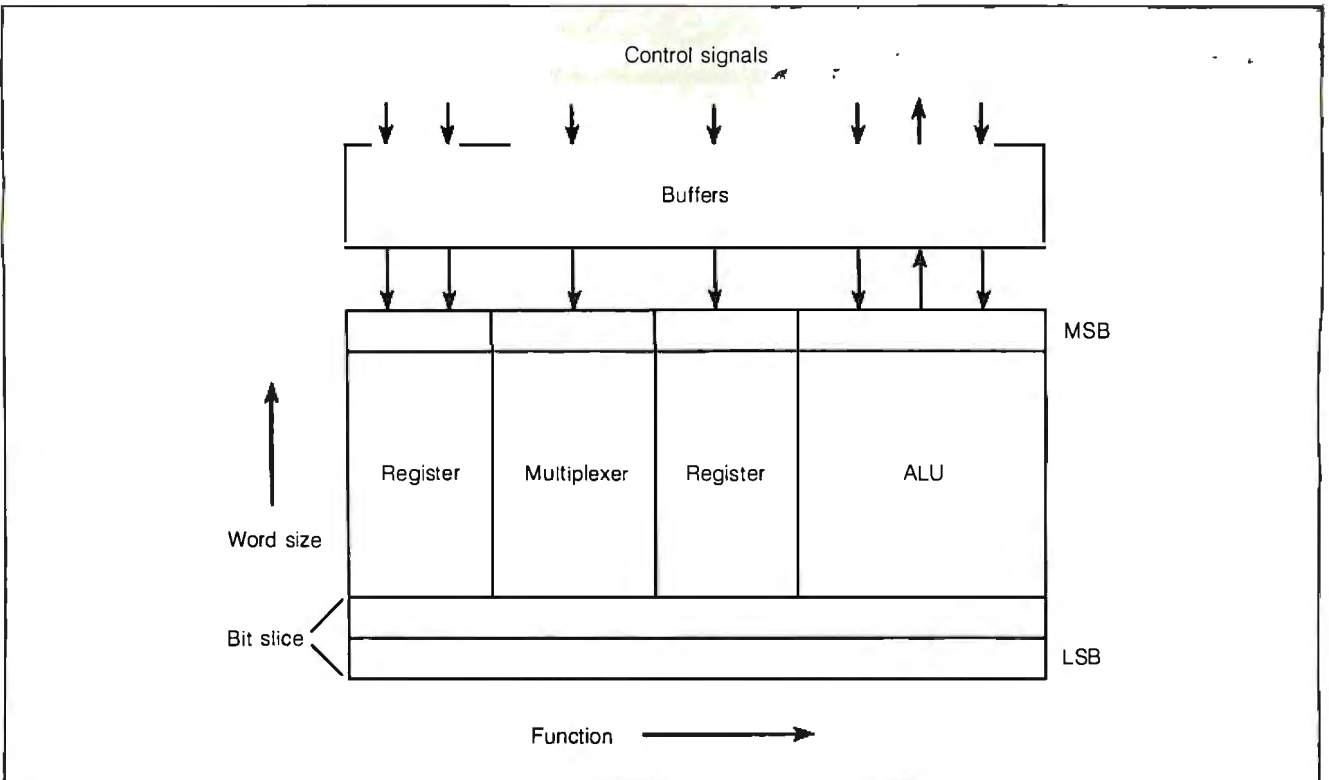 Control signals
Buffers
MSB
Register
Multiplexer
Register
ALU
Word size
Bit slice
LSB
Function